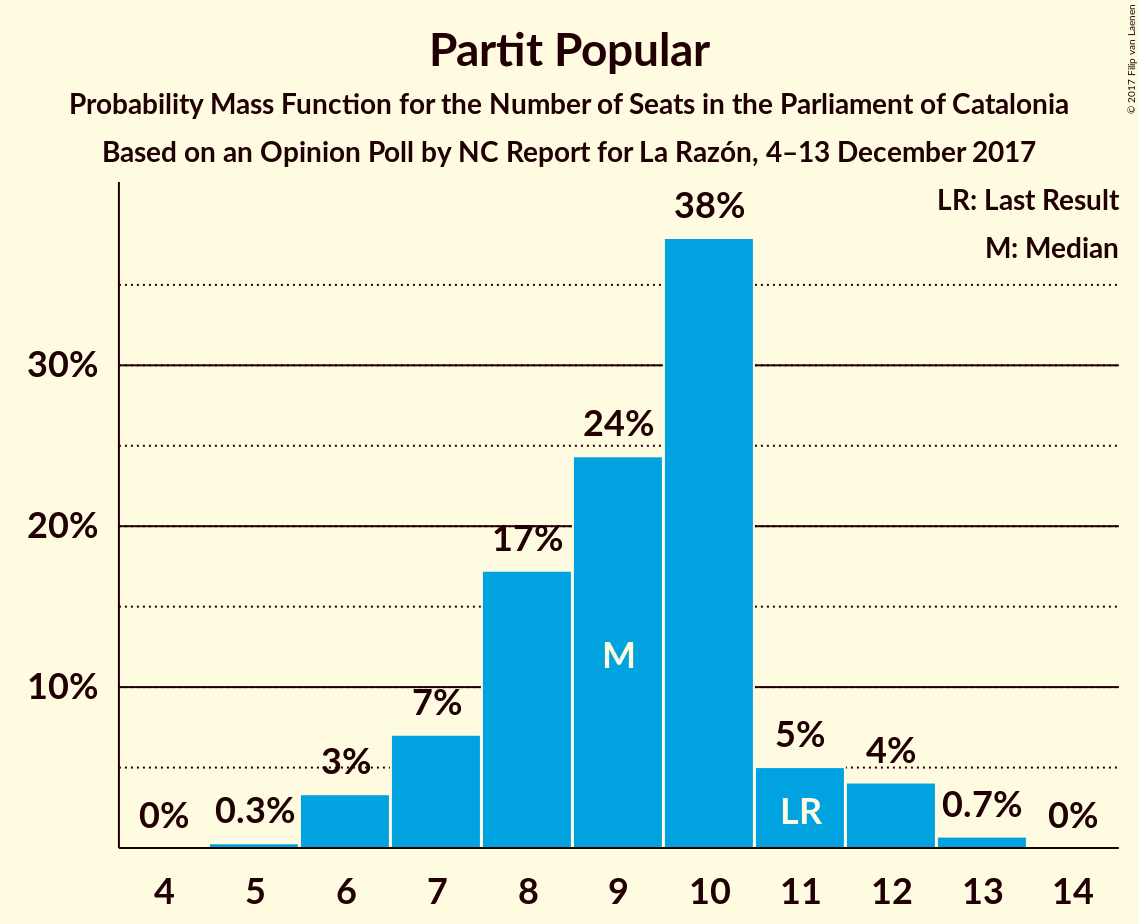 Partit Popular
Probability Mass Function for the Number of Seats in the Parliament of Catalonia
Based on an Opinion Poll by NC Report for La Razón, 4–13 December 2017
© 2017 Filip van Laenen
LR: Last Result
M: Median
30%
20%
10%
0%
0.3%
3%
7%
17%
24%
38%
5%
4%
0.7%
0%
M
LR
4 5 6 7 8 9 10 11 12 13 14